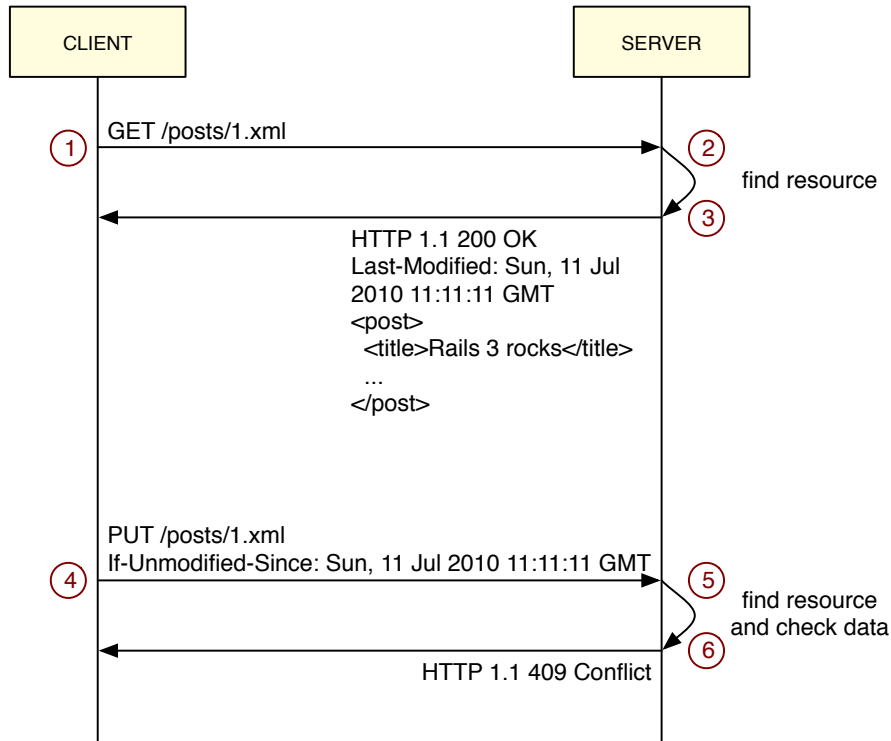 CLIENT
SERVER
GET /posts/1.xml
1
2
find resource
3
HTTP 1.1 200 OK
Last-Modified: Sun, 11 Jul
2010 11:11:11 GMT
<post>
<title>Rails 3 rocks</title>
...
</post>
PUT /posts/1.xml
If-Unmodified-Since: Sun, 11 Jul 2010 11:11:11 GMT
4
5
find resource
and check data
6
HTTP 1.1 409 Conflict